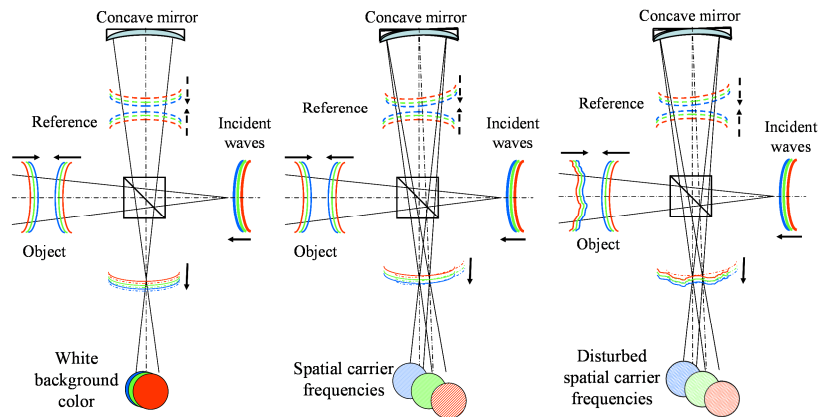 Concave mirror
Reference
Incident
waves
Object
White
background
color
Concave mirror
Reference
Incident
waves
Object
Spatial carrier
frequencies
Concave mirror
Reference
Incident
waves
Object
Disturbed
spatial carrier
frequencies